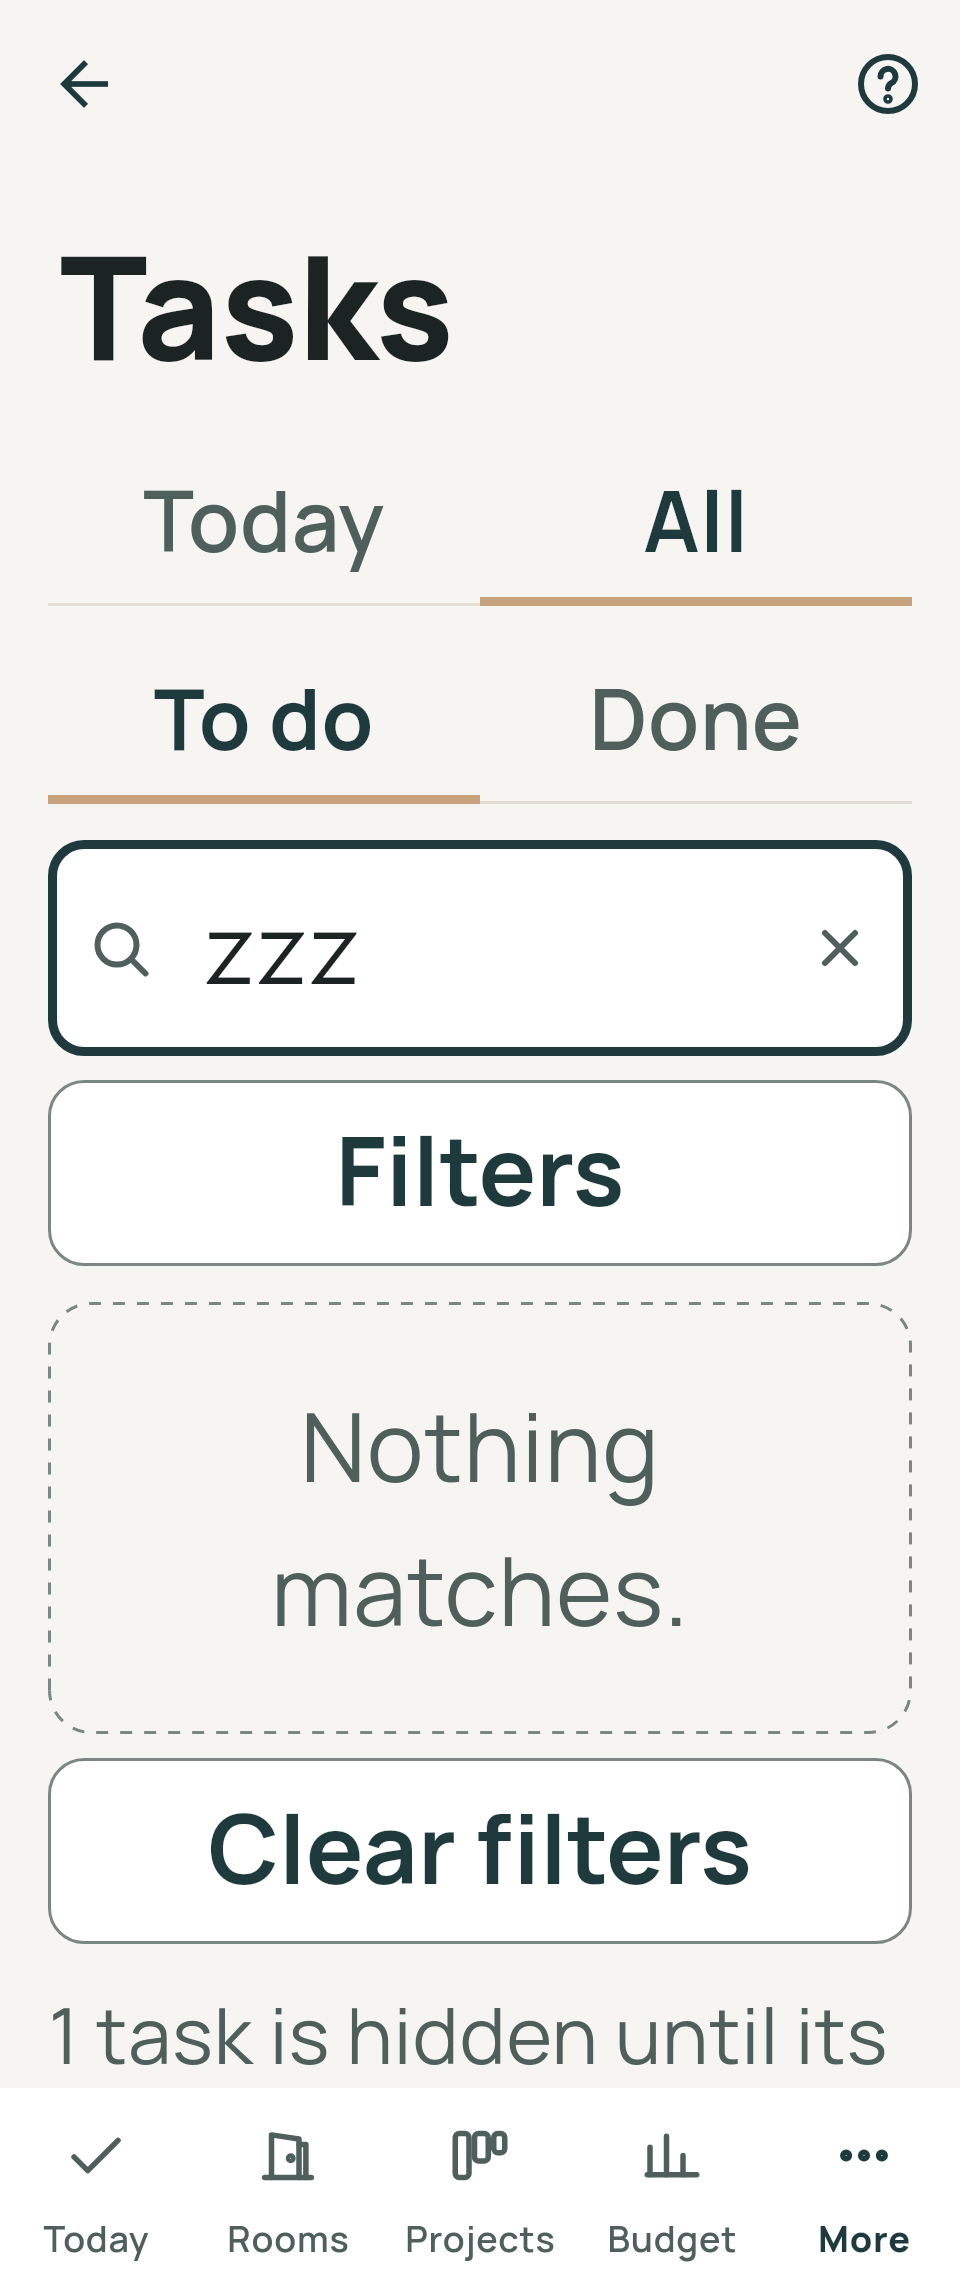 Tasks
Today
All
To do
Done
zzz
Filters
Nothing
matches.
Clear filters
1 task is hidden until its
Today
Rooms
Projects
Budget
More